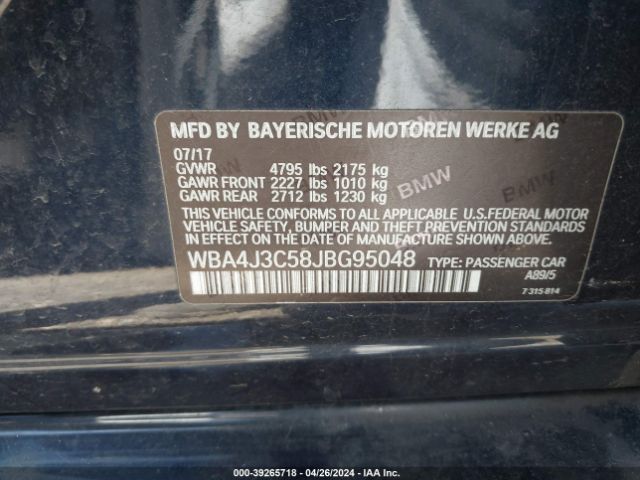 MFD BY BAYERISCHE MOTOREN WERKE AG
07/17
GVWR 4795 lbs 2175 kg
GAWR FRONT 2227 lbs 1010 kg
GAWR REAR 2712 lbs 1230 kg
BMW
THIS VEHICLE CONFORMS TO ALL APPLICABLE U.S.FEDERAL MOTOR
VEHICLE SAFETY, BUMPER AND THEFT PREVENTION STANDARDS
IN EFFECT ON THE DATE OF MANUFACTURE SHOWN ABOVE.
WBA4J3C58JBG95048 TYPE: PASSENGER CAR
A89/5
7 315 814
000-39265718 - 04/26/2024 - IAA Inc.